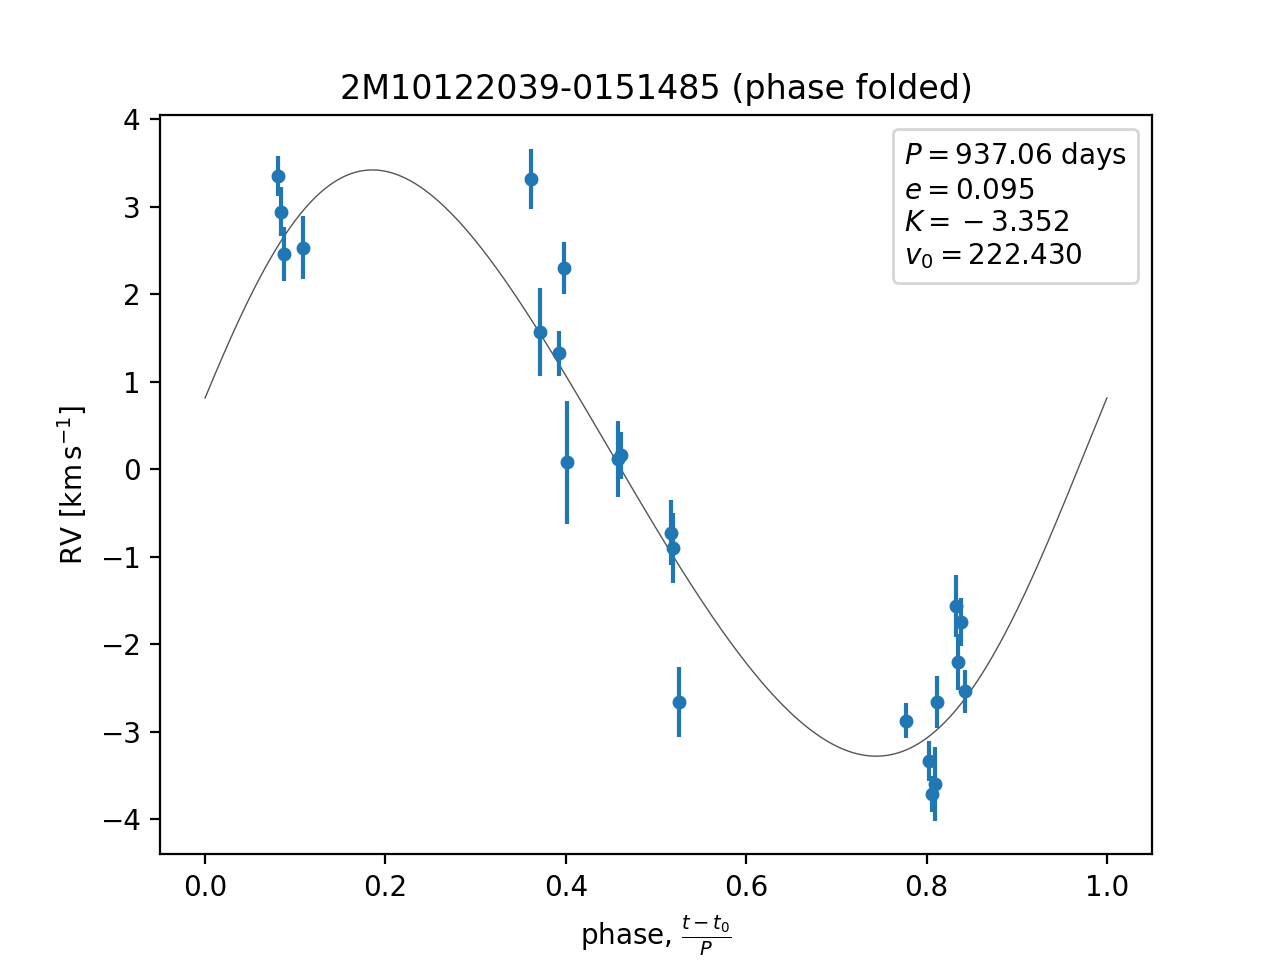 2M10122039-0151485 (phase folded)
P = 937.06 days
e = 0.095
K = −3.352
v₀ = 222.430
4
3
2
1
0
−1
−2
−3
−4
RV [km s⁻¹]
0.0 0.2 0.4 0.6 0.8 1.0
phase, (t − t₀)/P